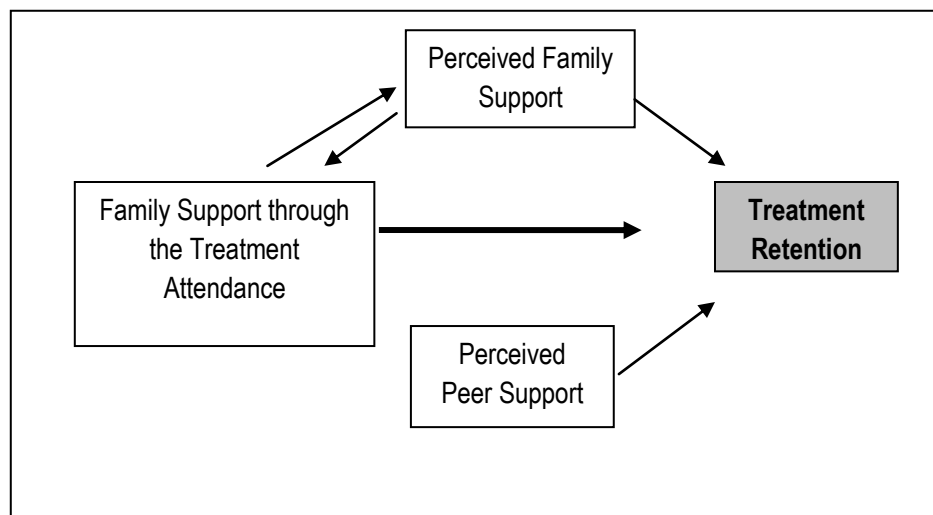 Perceived Family
Support
Family Support through
the Treatment
Attendance
Treatment
Retention
Perceived
Peer Support